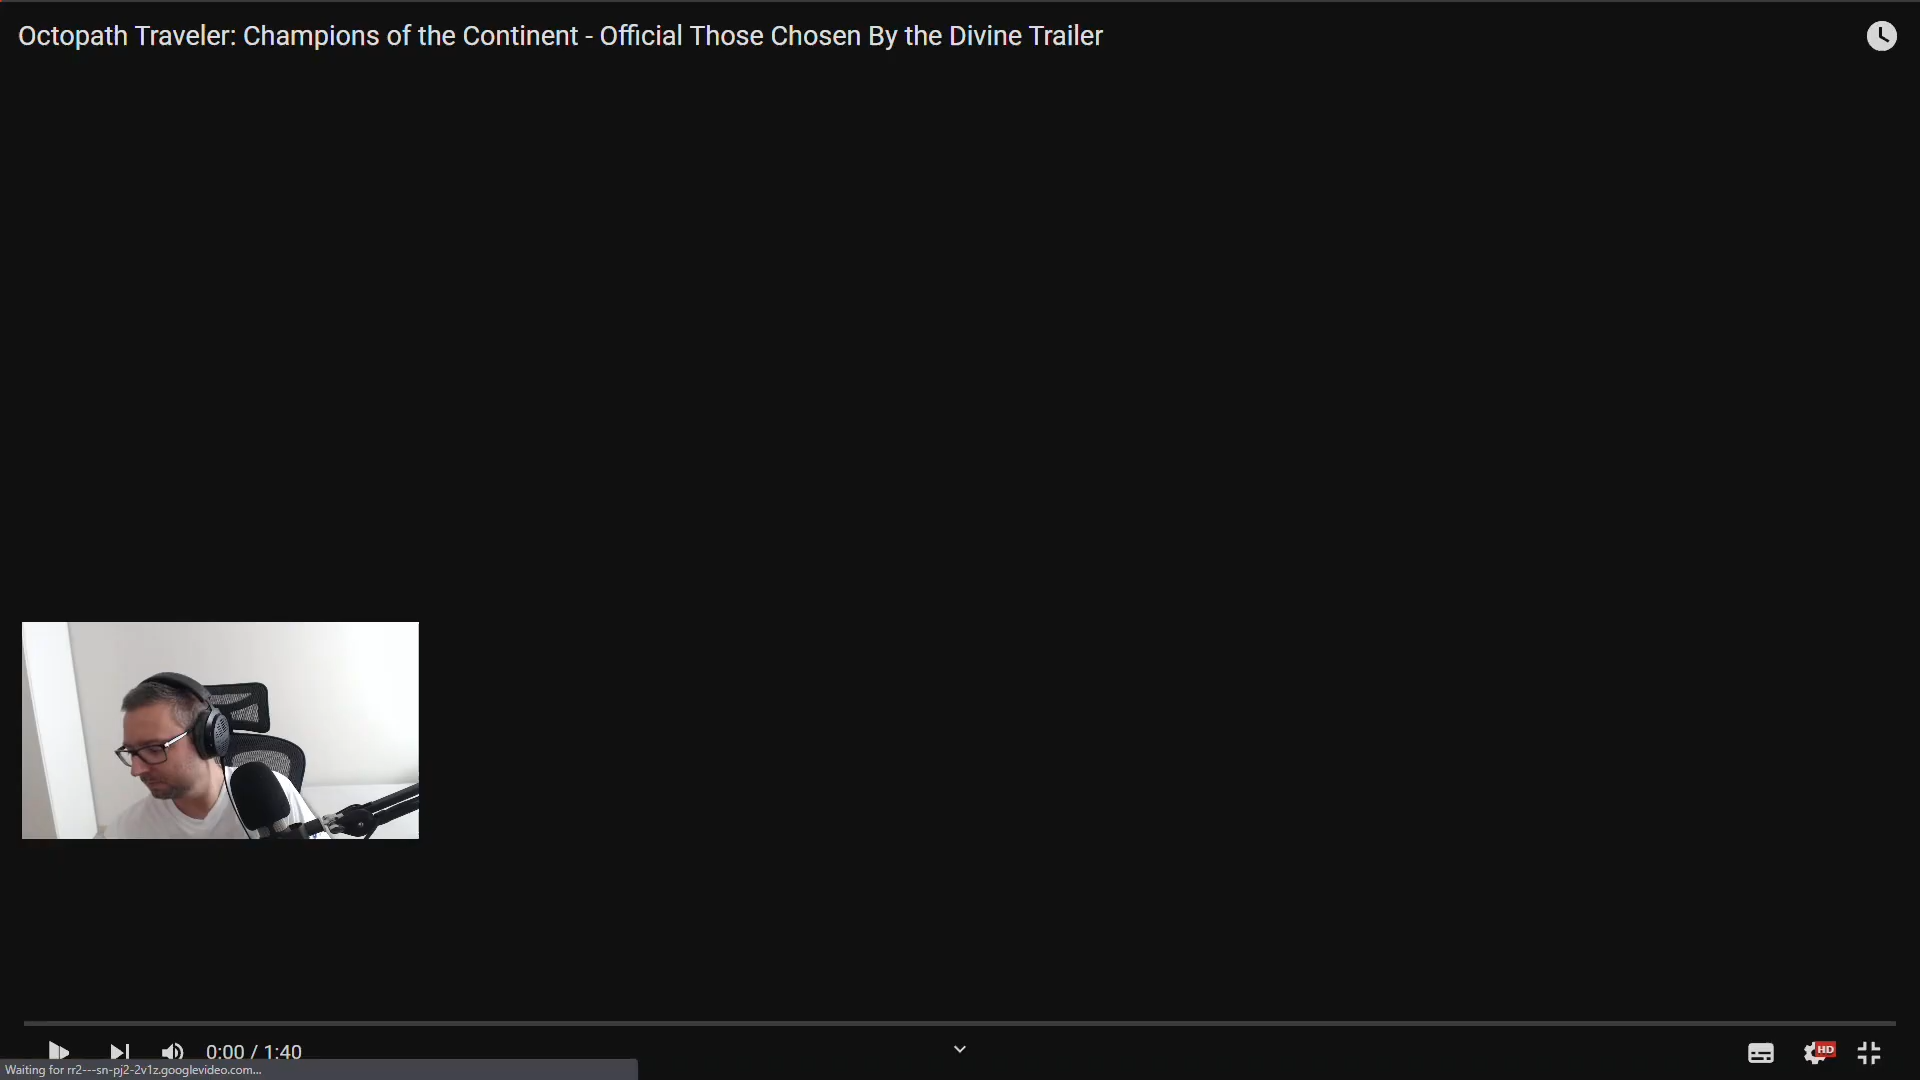 Octopath Traveler: Champions of the Continent - Official Those Chosen By the Divine Trailer
0:00 / 1:40
HD
Waiting for rr2---sn-pj2-2v1z.googlevideo.com...